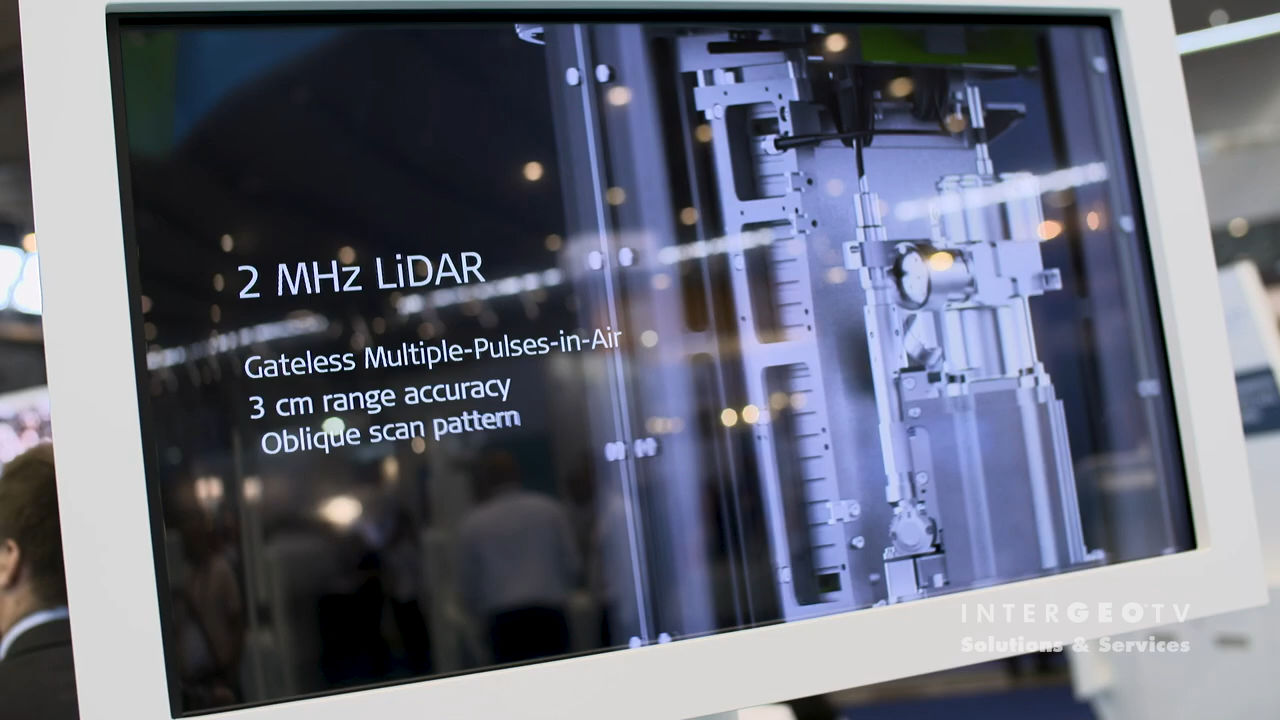 2 MHz LiDAR
Gateless Multiple-Pulses-in-Air
3 cm range accuracy
Oblique scan pattern
INTERGEO TV
Solutions & Services